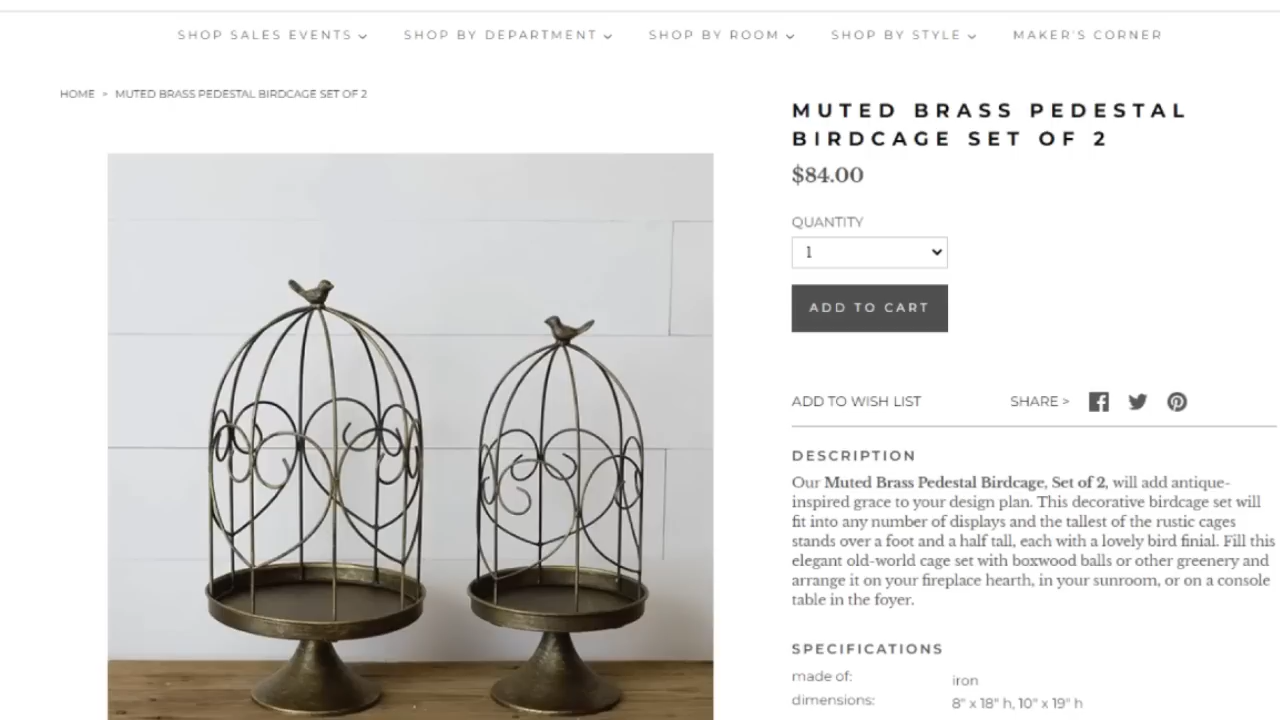 SHOP SALES EVENTS SHOP BY DEPARTMENT SHOP BY ROOM SHOP BY STYLE MAKER'S CORNER
HOME > MUTED BRASS PEDESTAL BIRDCAGE SET OF 2
MUTED BRASS PEDESTAL
BIRDCAGE SET OF 2
$84.00
QUANTITY
1
ADD TO CART
ADD TO WISH LIST SHARE >
DESCRIPTION
Our Muted Brass Pedestal Birdcage, Set of 2, will add antique-
inspired grace to your design plan. This decorative birdcage set will
fit into any number of displays and the tallest of the rustic cages
stands over a foot and a half tall, each with a lovely bird finial. Fill this
elegant old-world cage set with boxwood balls or other greenery and
arrange it on your fireplace hearth, in your sunroom, or on a console
table in the foyer.
SPECIFICATIONS
made of: iron
dimensions: 8" x 18" h, 10" x 19" h